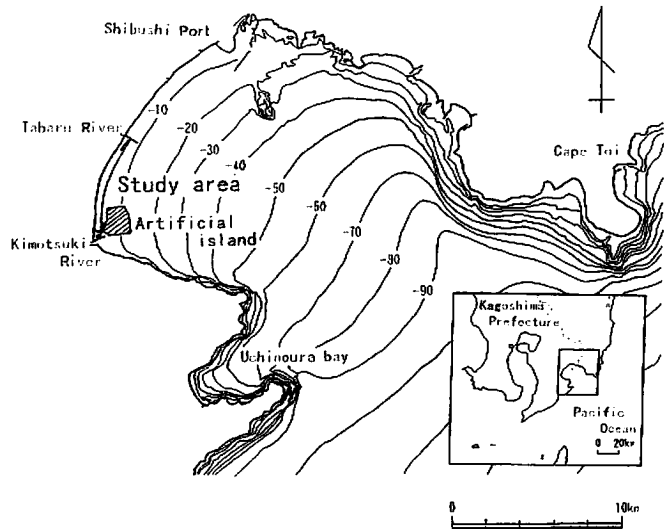 Shibushi Port
Tabaru River
-10
-20
-30
-40
-50
-60
-70
-80
-90
Cape Toi
Study area
Artificial
island
Kimotsuki
River
Uchinoura bay
Kagoshima
Prefecture
Pacific
Ocean
0 20km
0 10km